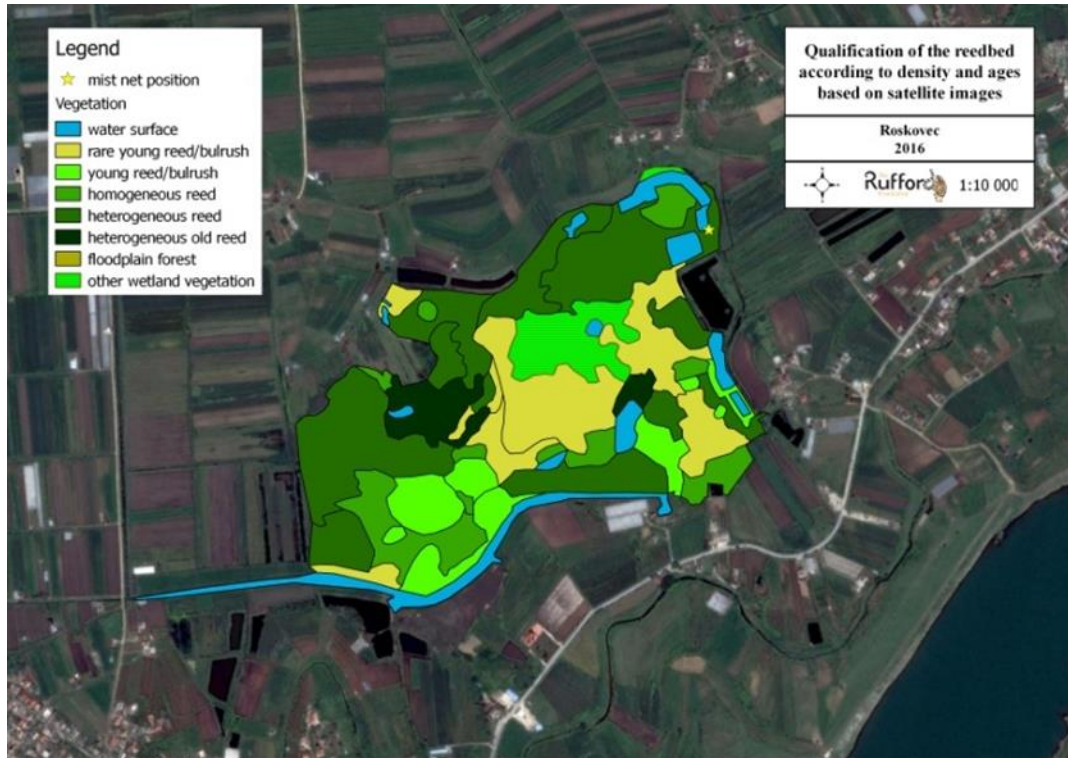 Legend
mist net position
Vegetation
water surface
rare young reed/bulrush
young reed/bulrush
homogeneous reed
heterogeneous reed
heterogeneous old reed
floodplain forest
other wetland vegetation
Qualification of the reedbed
according to density and ages
based on satellite images
Roskovec
2016
Rufford
1:10 000